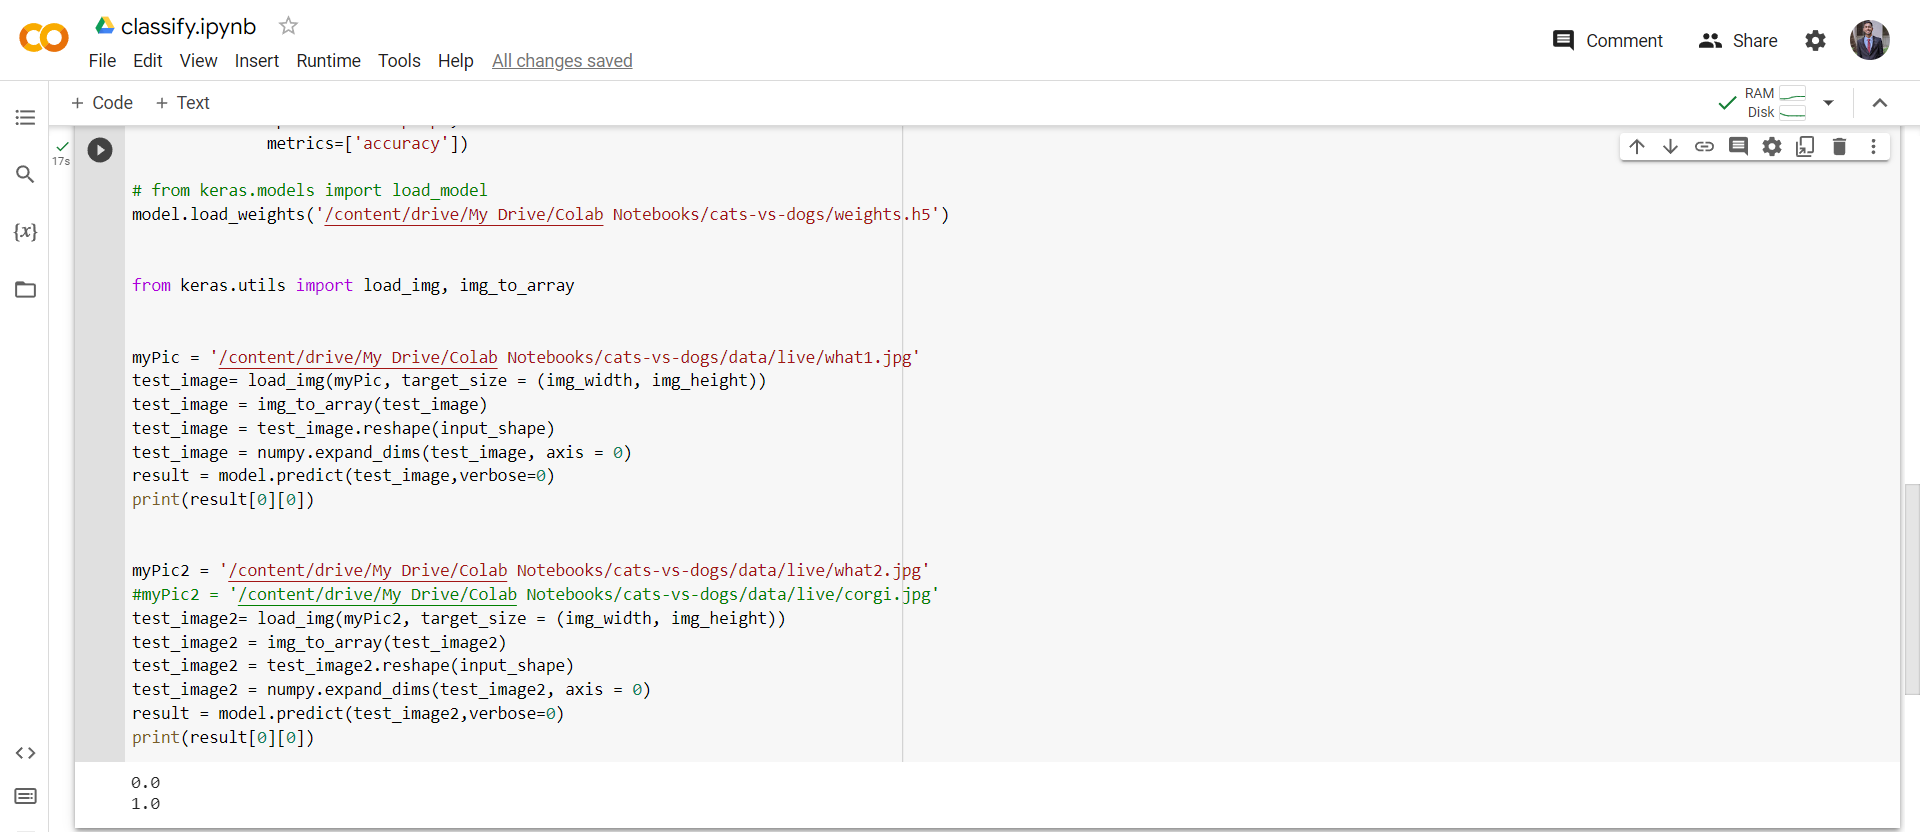 classify.ipynb
File Edit View Insert Runtime Tools Help All changes saved
Comment Share
+ Code + Text
RAM
Disk
17s
metrics=['accuracy'])
# from keras.models import load_model
model.load_weights('/content/drive/My Drive/Colab Notebooks/cats-vs-dogs/weights.h5')
{x}
from keras.utils import load_img, img_to_array
myPic = '/content/drive/My Drive/Colab Notebooks/cats-vs-dogs/data/live/what1.jpg'
test_image= load_img(myPic, target_size = (img_width, img_height))
test_image = img_to_array(test_image)
test_image = test_image.reshape(input_shape)
test_image = numpy.expand_dims(test_image, axis = 0)
result = model.predict(test_image,verbose=0)
print(result[0][0])
myPic2 = '/content/drive/My Drive/Colab Notebooks/cats-vs-dogs/data/live/what2.jpg'
#myPic2 = '/content/drive/My Drive/Colab Notebooks/cats-vs-dogs/data/live/corgi.jpg'
test_image2= load_img(myPic2, target_size = (img_width, img_height))
test_image2 = img_to_array(test_image2)
test_image2 = test_image2.reshape(input_shape)
test_image2 = numpy.expand_dims(test_image2, axis = 0)
result = model.predict(test_image2,verbose=0)
print(result[0][0])
0.0
1.0